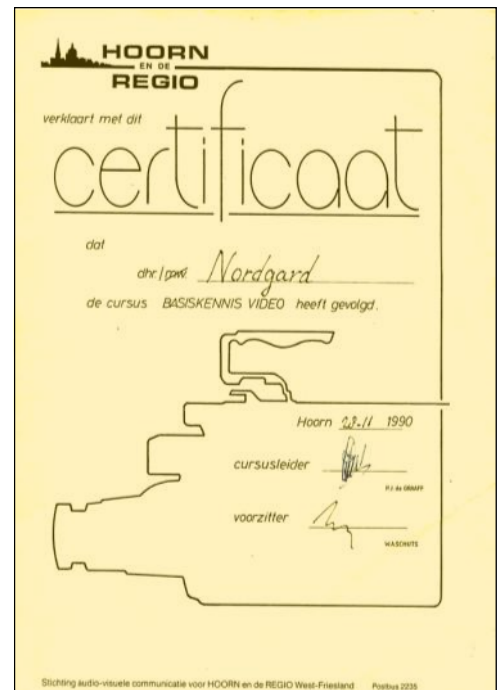 HOORN
EN DE
REGIO
verklaart met dit
certificaat
dat
dhr./mw. Nordgard
de cursus BASISKENNIS VIDEO heeft gevolgd.
Hoorn 1990
cursusleider
P.J. de GRAAFF
voorzitter
Stichting audio-visuele communicatie voor HOORN en de REGIO West-Friesland Postbus 2235